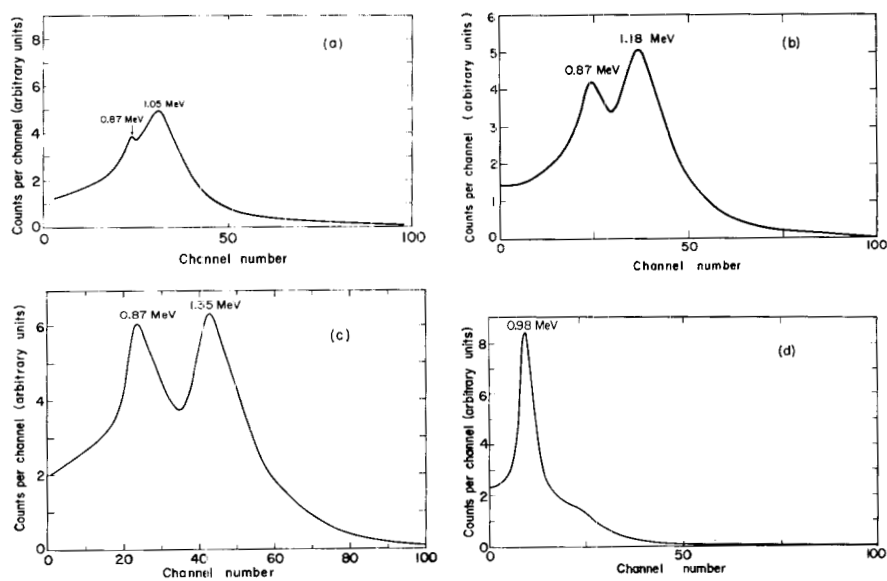 Counts per channel (arbitrary units)
8
6
4
2
0
(a)
0.87 MeV
1.05 MeV
0
50
100
Channel number
Counts per channel (arbitrary units)
6
5
4
3
2
1
0
(b)
1.18 MeV
0.87 MeV
0
50
100
Channel number
Counts per channel (arbitrary units)
6
4
2
0
(c)
0.87 MeV
1.35 MeV
0
20
40
60
80
100
Channel number
Counts per channel (arbitrary units)
8
6
4
2
0
(d)
0.98 MeV
0
50
100
Channel number